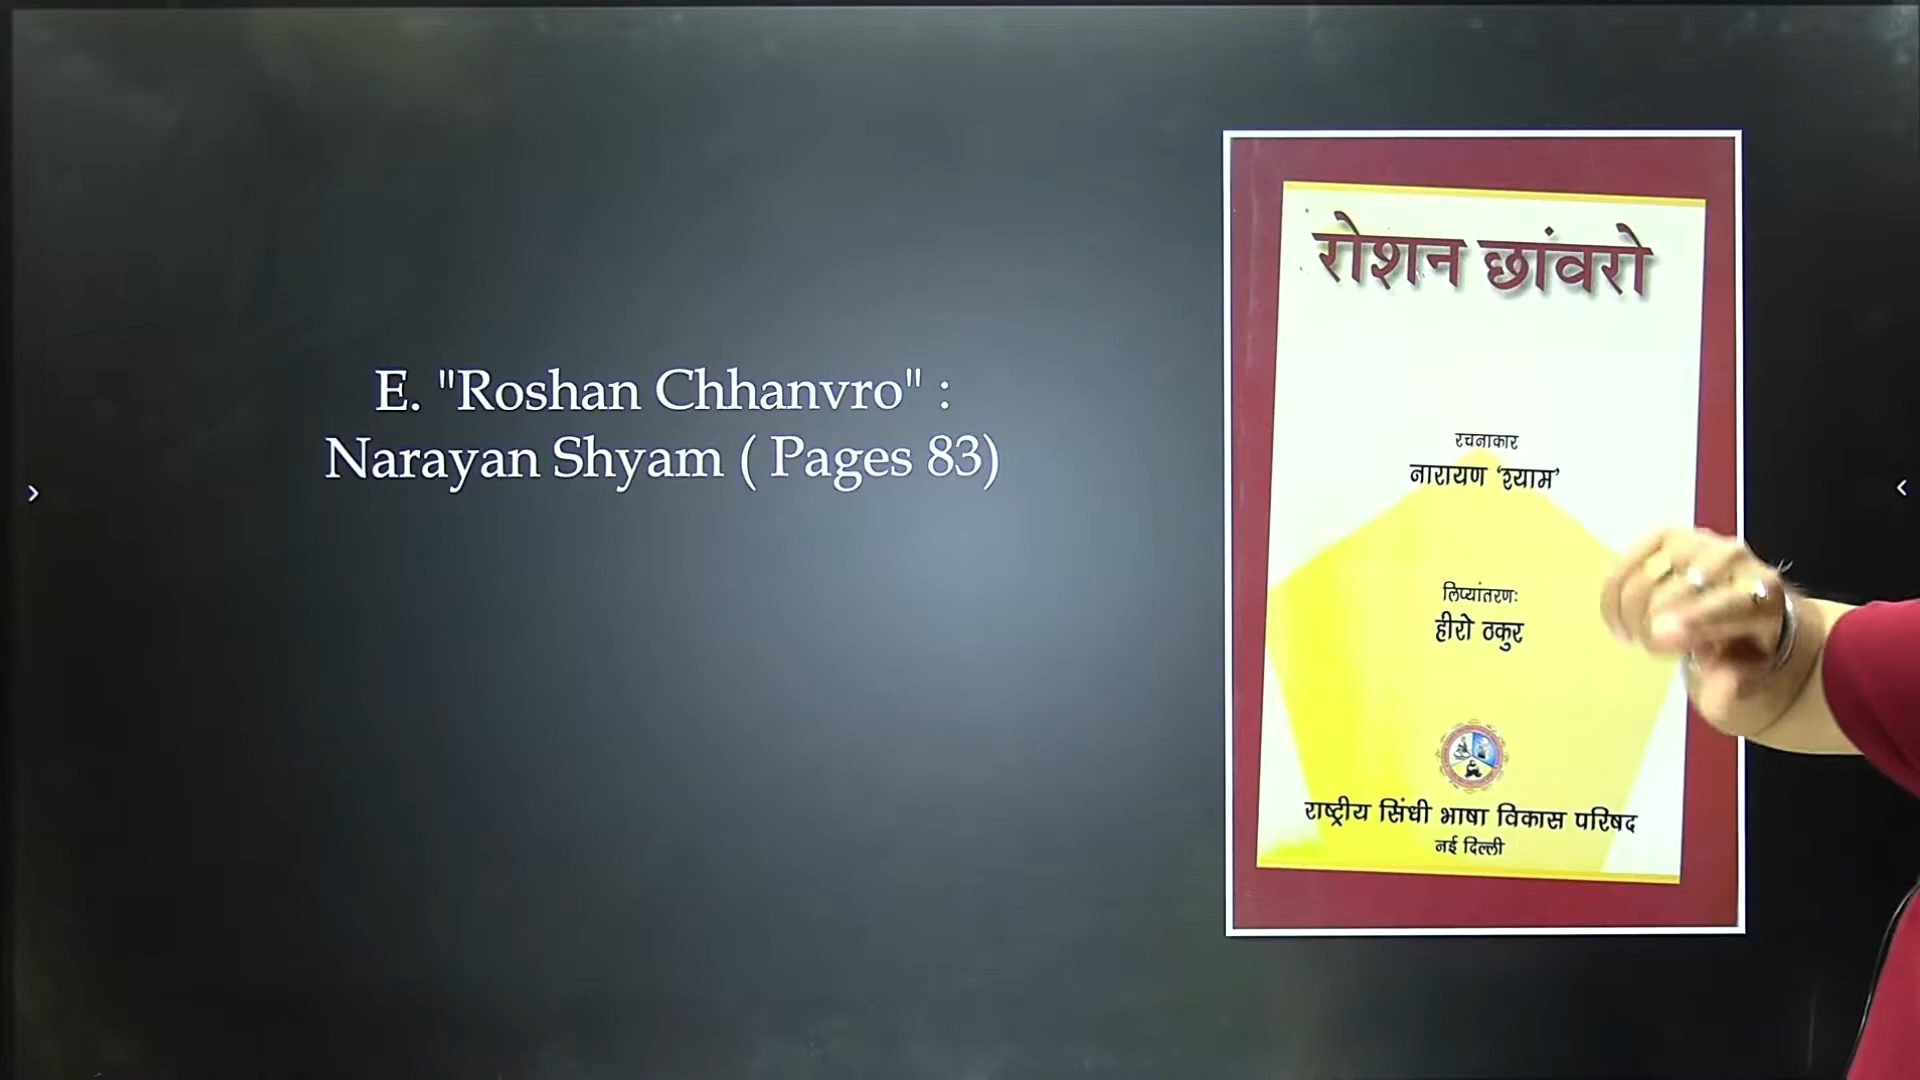 E. "Roshan Chhanvro" :
Narayan Shyam ( Pages 83)
रोशन छांवरो
रचनाकार
नारायण ‘श्याम’
लिप्यांतरणः
हीरो ठकुर
राष्ट्रीय सिंधी भाषा विकास परिषद
नई दिल्ली